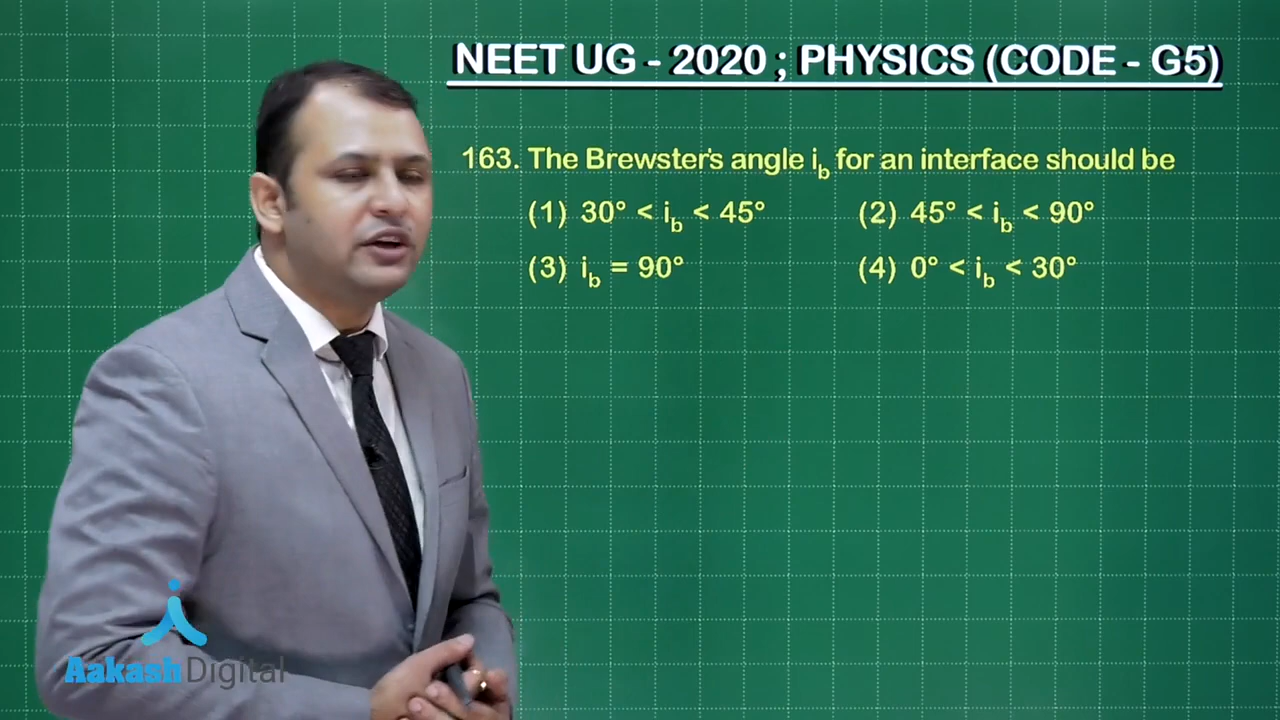 NEET UG - 2020 ; PHYSICS (CODE - G5)
163. The Brewster's angle i_b for an interface should be
(1) 30° < i_b < 45° (2) 45° < i_b < 90°
(3) i_b = 90° (4) 0° < i_b < 30°
Aakash Digital